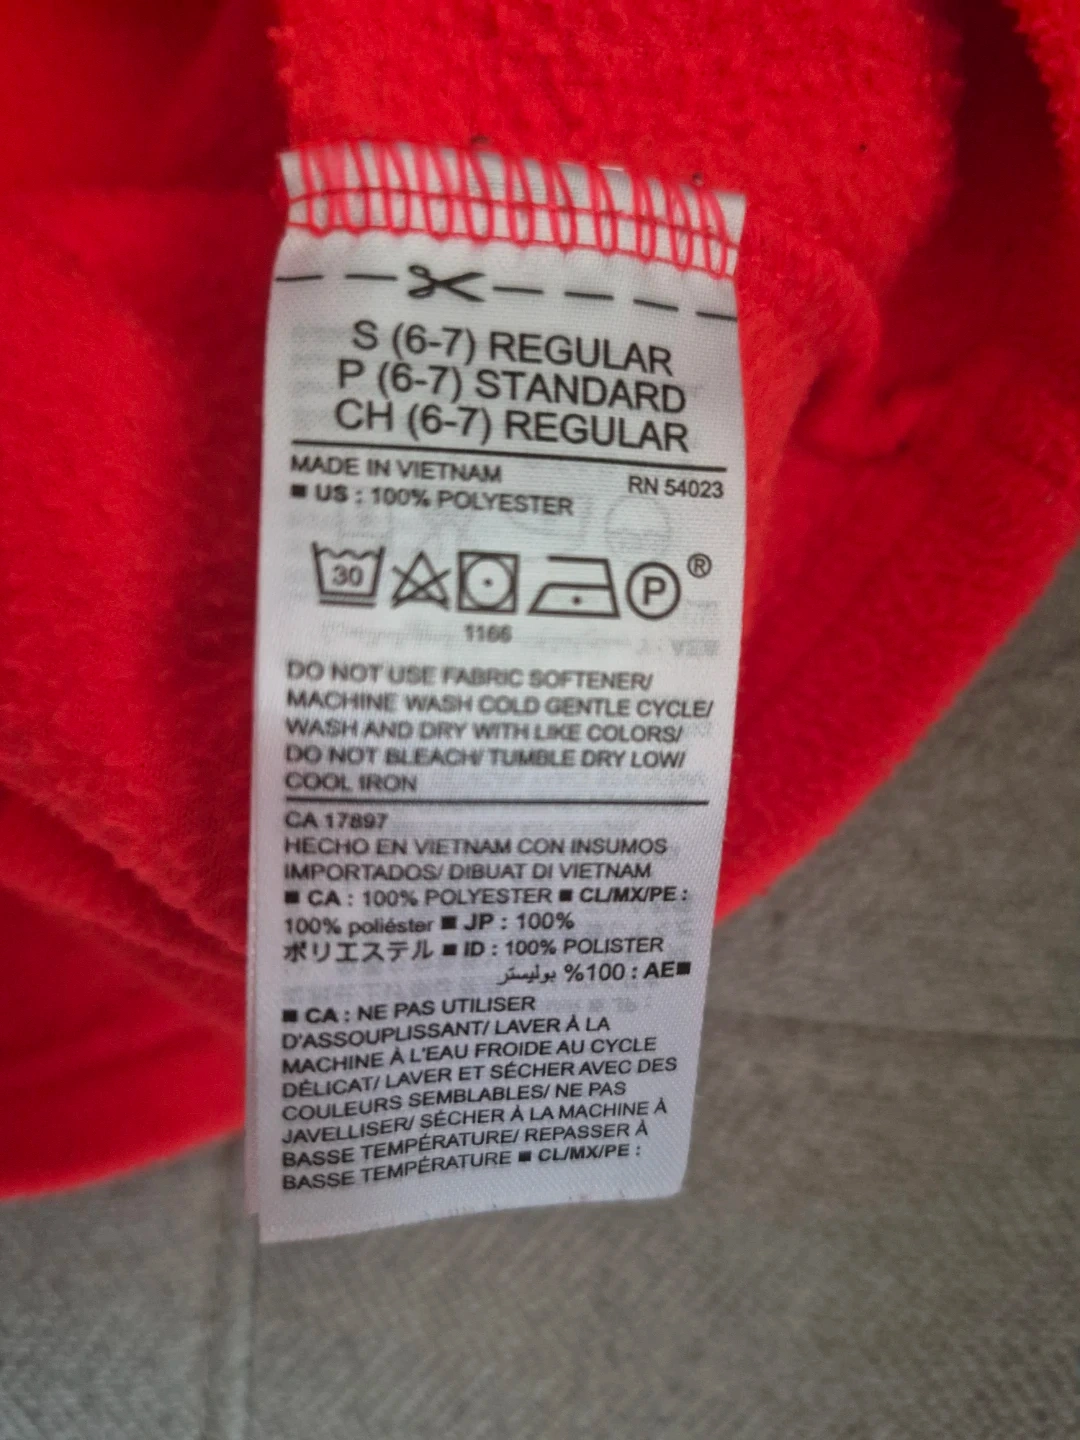 S (6-7) REGULAR
P (6-7) STANDARD
CH (6-7) REGULAR
MADE IN VIETNAM RN 54023
■ US : 100% POLYESTER
30 P ®
1166
DO NOT USE FABRIC SOFTENER/
MACHINE WASH COLD GENTLE CYCLE/
WASH AND DRY WITH LIKE COLORS/
DO NOT BLEACH/ TUMBLE DRY LOW/
COOL IRON
CA 17897
HECHO EN VIETNAM CON INSUMOS
IMPORTADOS/ DIBUAT DI VIETNAM
■ CA : 100% POLYESTER ■ CL/MX/PE :
100% poliéster ■ JP : 100%
ポリエステル ■ ID : 100% POLISTER
■AE : 100% بوليستر
■ CA : NE PAS UTILISER
D'ASSOUPLISSANT/ LAVER À LA
MACHINE À L'EAU FROIDE AU CYCLE
DÉLICAT/ LAVER ET SÉCHER AVEC DES
COULEURS SEMBLABLES/ NE PAS
JAVELLISER/ SÉCHER À LA MACHINE À
BASSE TEMPÉRATURE/ REPASSER À
BASSE TEMPÉRATURE ■ CL/MX/PE :